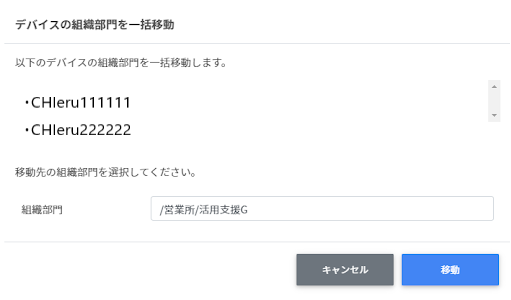 デバイスの組織部門を一括移動
以下のデバイスの組織部門を一括移動します。
・CHIeru111111
・CHIeru222222
移動先の組織部門を選択してください。
組織部門 /営業所/活用支援G
キャンセル 移動